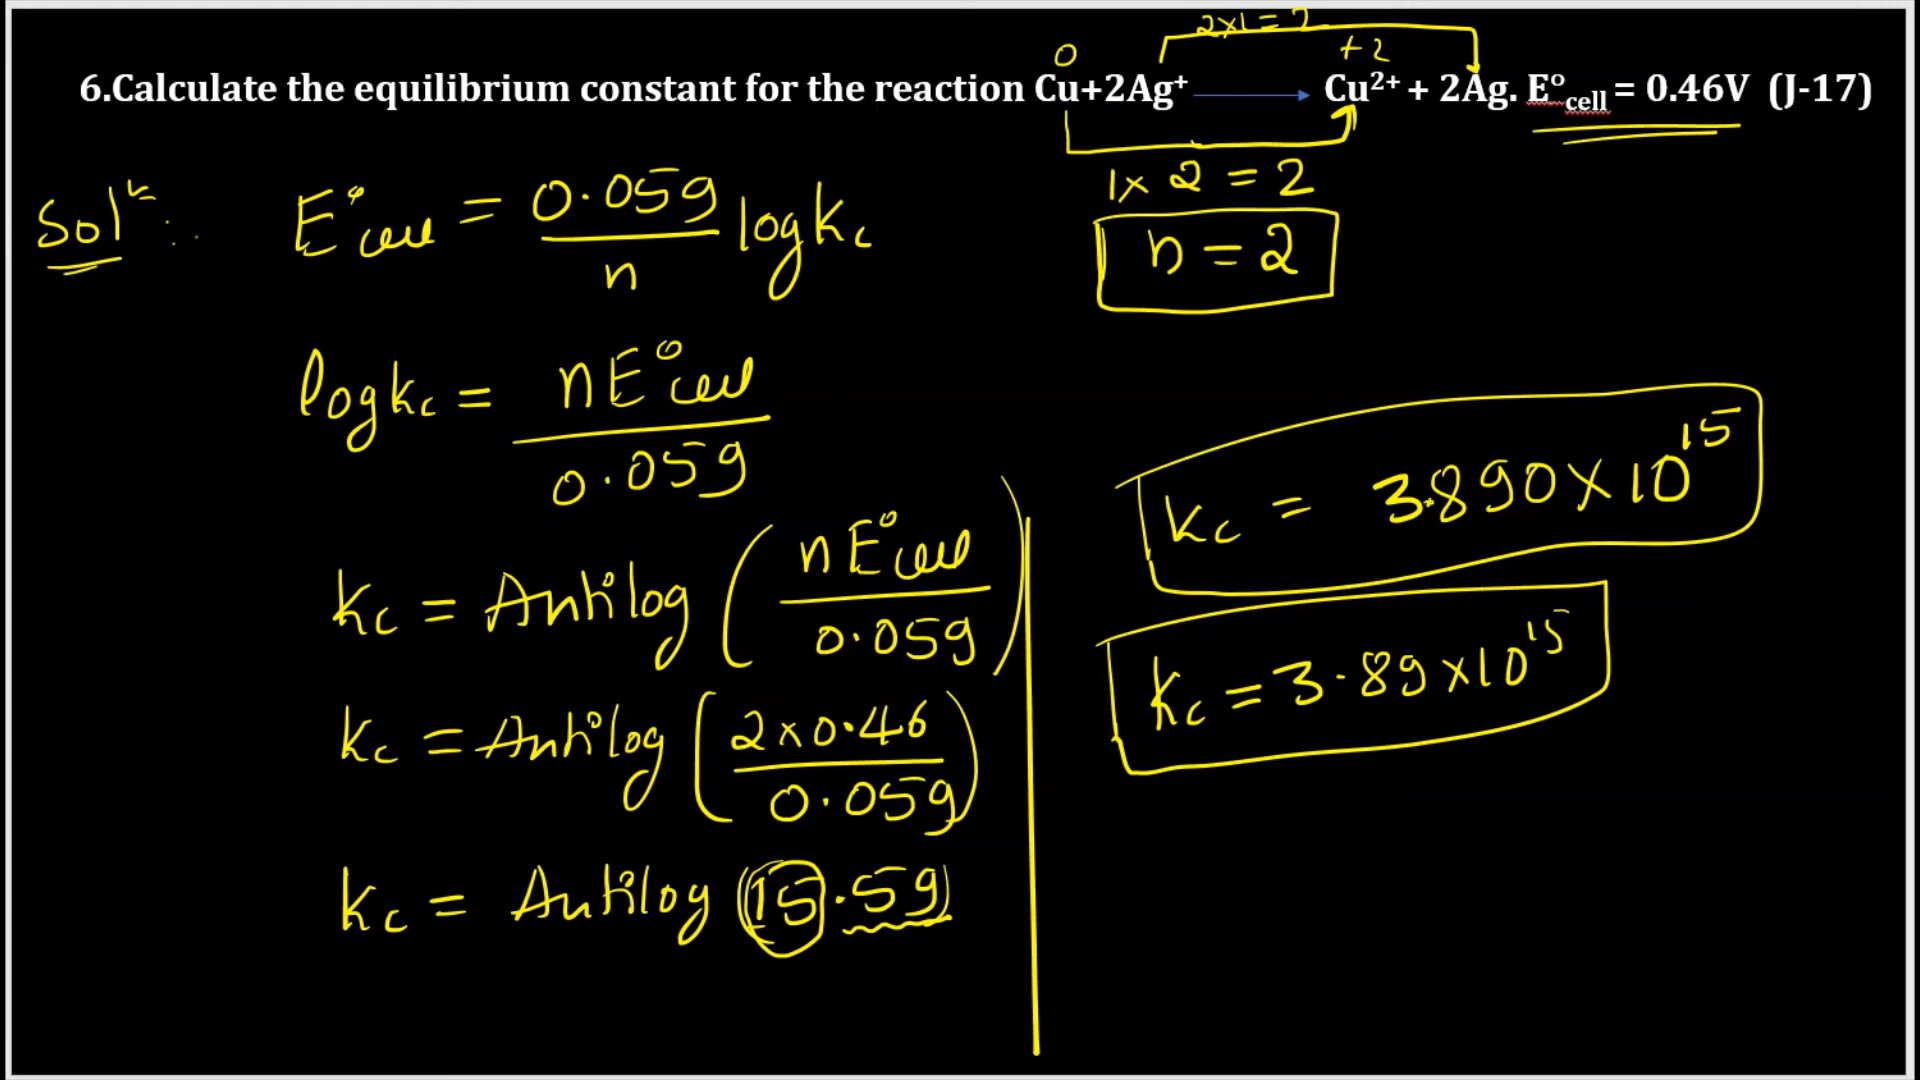 2×1=2
0 +2
6.Calculate the equilibrium constant for the reaction Cu+2Ag⁺ ⟶ Cu²⁺ + 2Ag. E°cell = 0.46V (J-17)
1× 2 = 2
n = 2
Solⁿ :
E°cell = 0.059/n log kc
log kc = nE°cell/0.059
kc = Antilog (nE°cell/0.059)
kc = Antilog (2×0.46/0.059)
kc = Antilog (15.59)
kc = 3.890×10¹⁵
kc = 3.89×10¹⁵